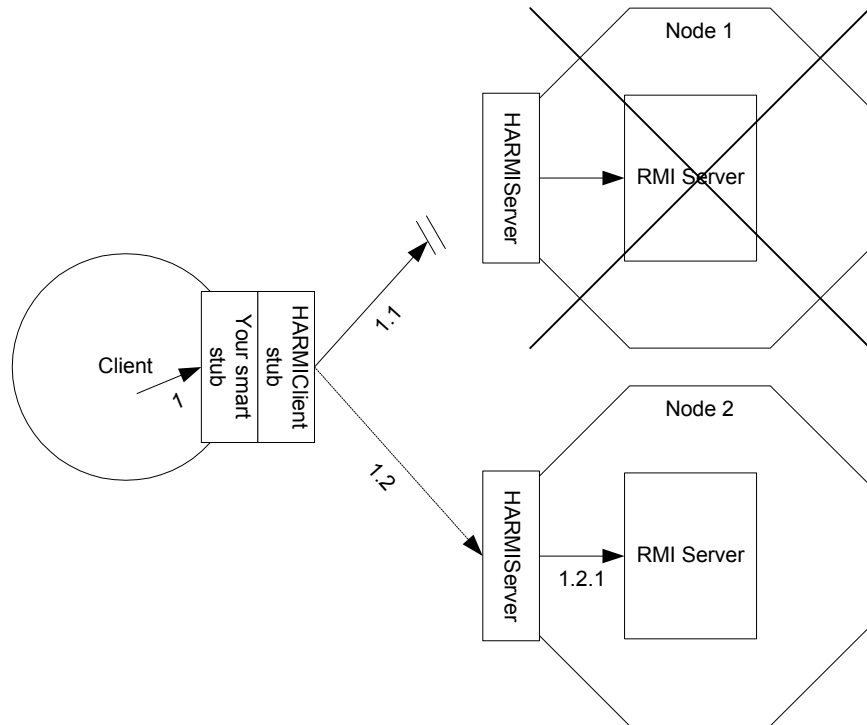 Node 1
HARMIServer
RMI Server
Client
1
Your smart
stub
HARMIClient
stub
1.1
1.2
Node 2
HARMIServer
1.2.1
RMI Server